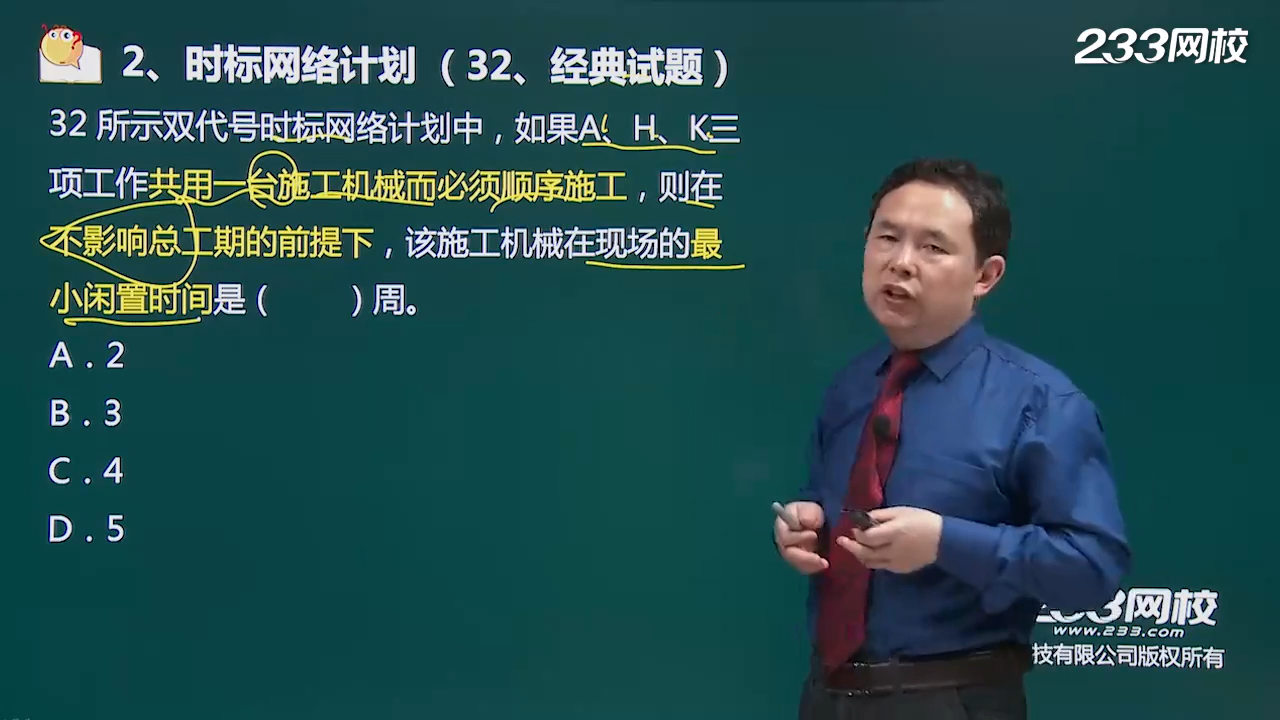 233网校
2、时标网络计划（32、经典试题）
32 所示双代号时标网络计划中，如果A、H、K三
项工作共用一台施工机械而必须顺序施工，则在
不影响总工期的前提下，该施工机械在现场的最
小闲置时间是（　　）周。
A．2
B．3
C．4
D．5
233网校
www.233.com
技有限公司版权所有